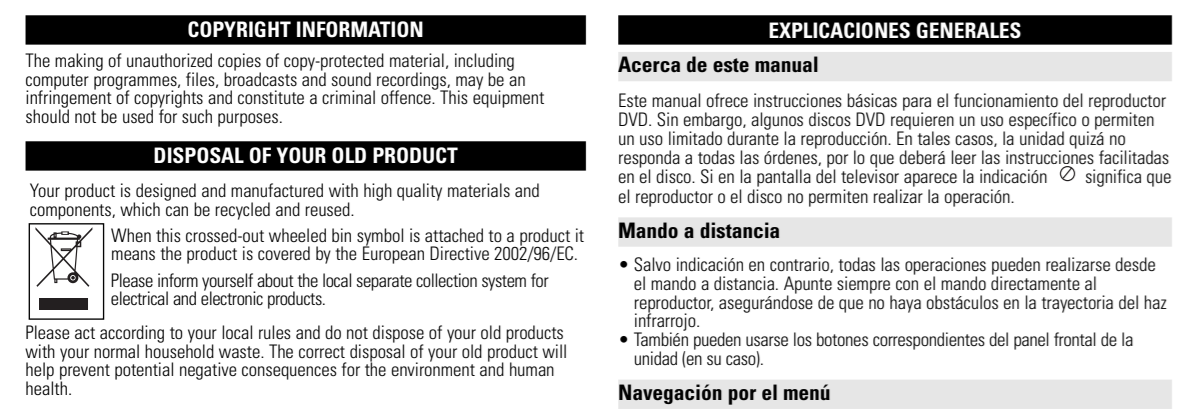 COPYRIGHT INFORMATION
The making of unauthorized copies of copy-protected material, including
computer programmes, files, broadcasts and sound recordings, may be an
infringement of copyrights and constitute a criminal offence. This equipment
should not be used for such purposes.
DISPOSAL OF YOUR OLD PRODUCT
Your product is designed and manufactured with high quality materials and
components, which can be recycled and reused.
When this crossed-out wheeled bin symbol is attached to a product it
means the product is covered by the European Directive 2002/96/EC.
Please inform yourself about the local separate collection system for
electrical and electronic products.
Please act according to your local rules and do not dispose of your old products
with your normal household waste. The correct disposal of your old product will
help prevent potential negative consequences for the environment and human
health.
EXPLICACIONES GENERALES
Acerca de este manual
Este manual ofrece instrucciones básicas para el funcionamiento del reproductor
DVD. Sin embargo, algunos discos DVD requieren un uso específico o permiten
un uso limitado durante la reproducción. En tales casos, la unidad quizá no
responda a todas las órdenes, por lo que deberá leer las instrucciones facilitadas
en el disco. Si en la pantalla del televisor aparece la indicación ⊘ significa que
el reproductor o el disco no permiten realizar la operación.
Mando a distancia
• Salvo indicación en contrario, todas las operaciones pueden realizarse desde
el mando a distancia. Apunte siempre con el mando directamente al
reproductor, asegurándose de que no haya obstáculos en la trayectoria del haz
infrarrojo.
• También pueden usarse los botones correspondientes del panel frontal de la
unidad (en su caso).
Navegación por el menú